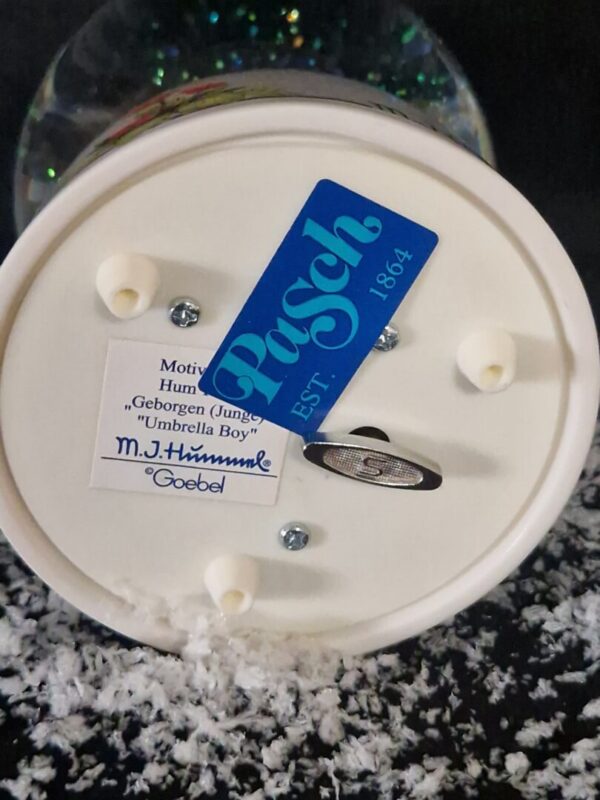 PaSch
EST. 1864
Motiv
Hum
„Geborgen (Junge)
"Umbrella Boy"
M.J.Hummel®
©Goebel
S